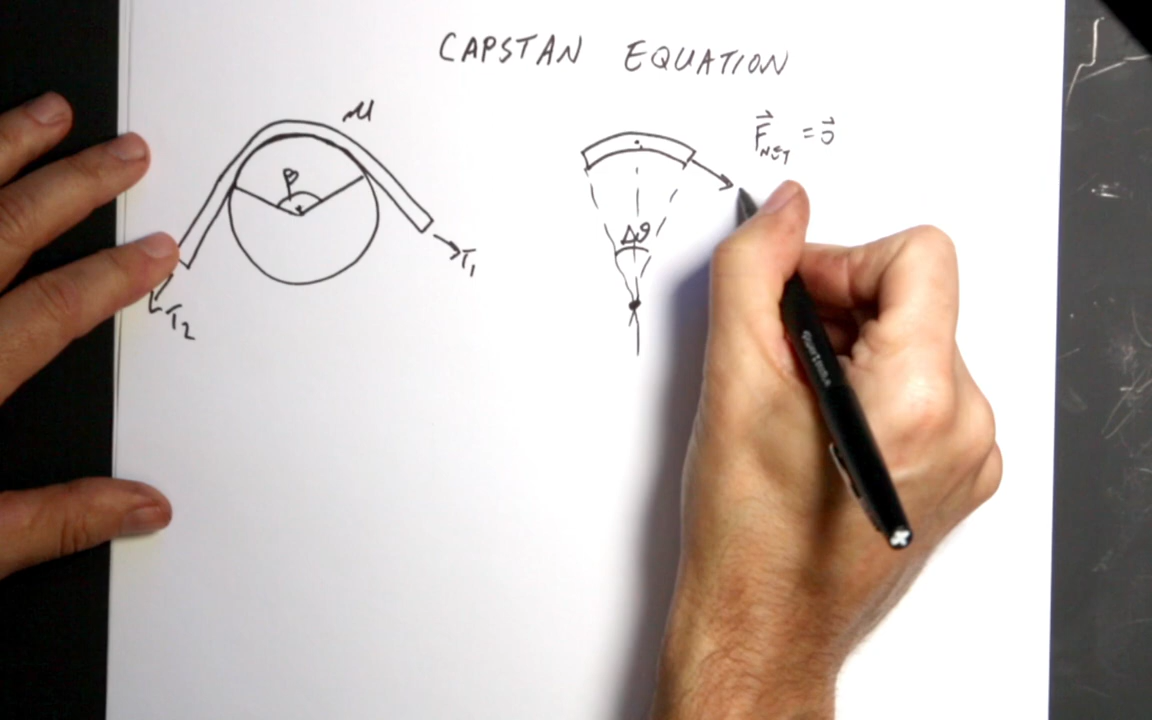 CAPSTAN EQUATION
μ
F⃗NET = 0⃗
β
Δθ
T1
T2